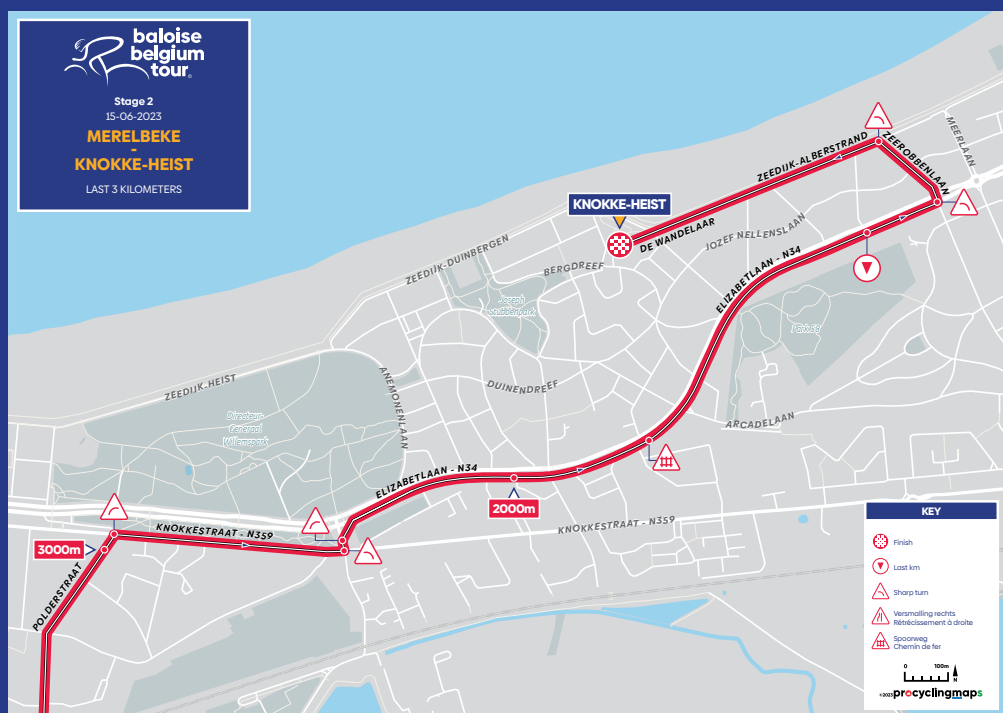 baloise
belgium
tour
Stage 2
15-06-2023
MERELBEKE
-
KNOKKE-HEIST
LAST 3 KILOMETERS
MEERLAAN
ZEEDIJK-ALBERSTRAND
ZEEROBBENLAAN
KNOKKE-HEIST
DE WANDELAAR
JOZEF NELLENSLAAN
ZEEDIJK-DUINBERGEN
BERGDREEF
ELIZABETLAAN - N34
Joseph
Stübbenpark
Park 58
ZEEDIJK-HEIST
ANEMONENLAAN
DUINENDREEF
ARCADELAAN
Directeur-
Generaal
Willemspark
ELIZABETLAAN - N34
2000m
KNOKKESTRAAT - N359
KNOKKESTRAAT - N359
3000m
POLDERSTRAAT
KEY
Finish
Last km
Sharp turn
Versmalling rechts
Rétrécissement à droite
Spoorweg
Chemin de fer
0 100m
N
©2023 procyclingmaps